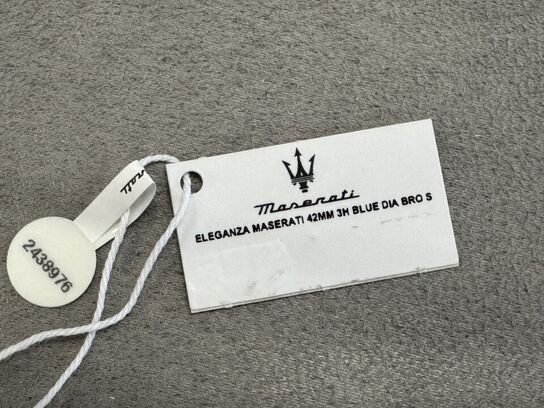 Maserati
ELEGANZA MASERATI 42MM 3H BLUE DIA BRO S
2438976